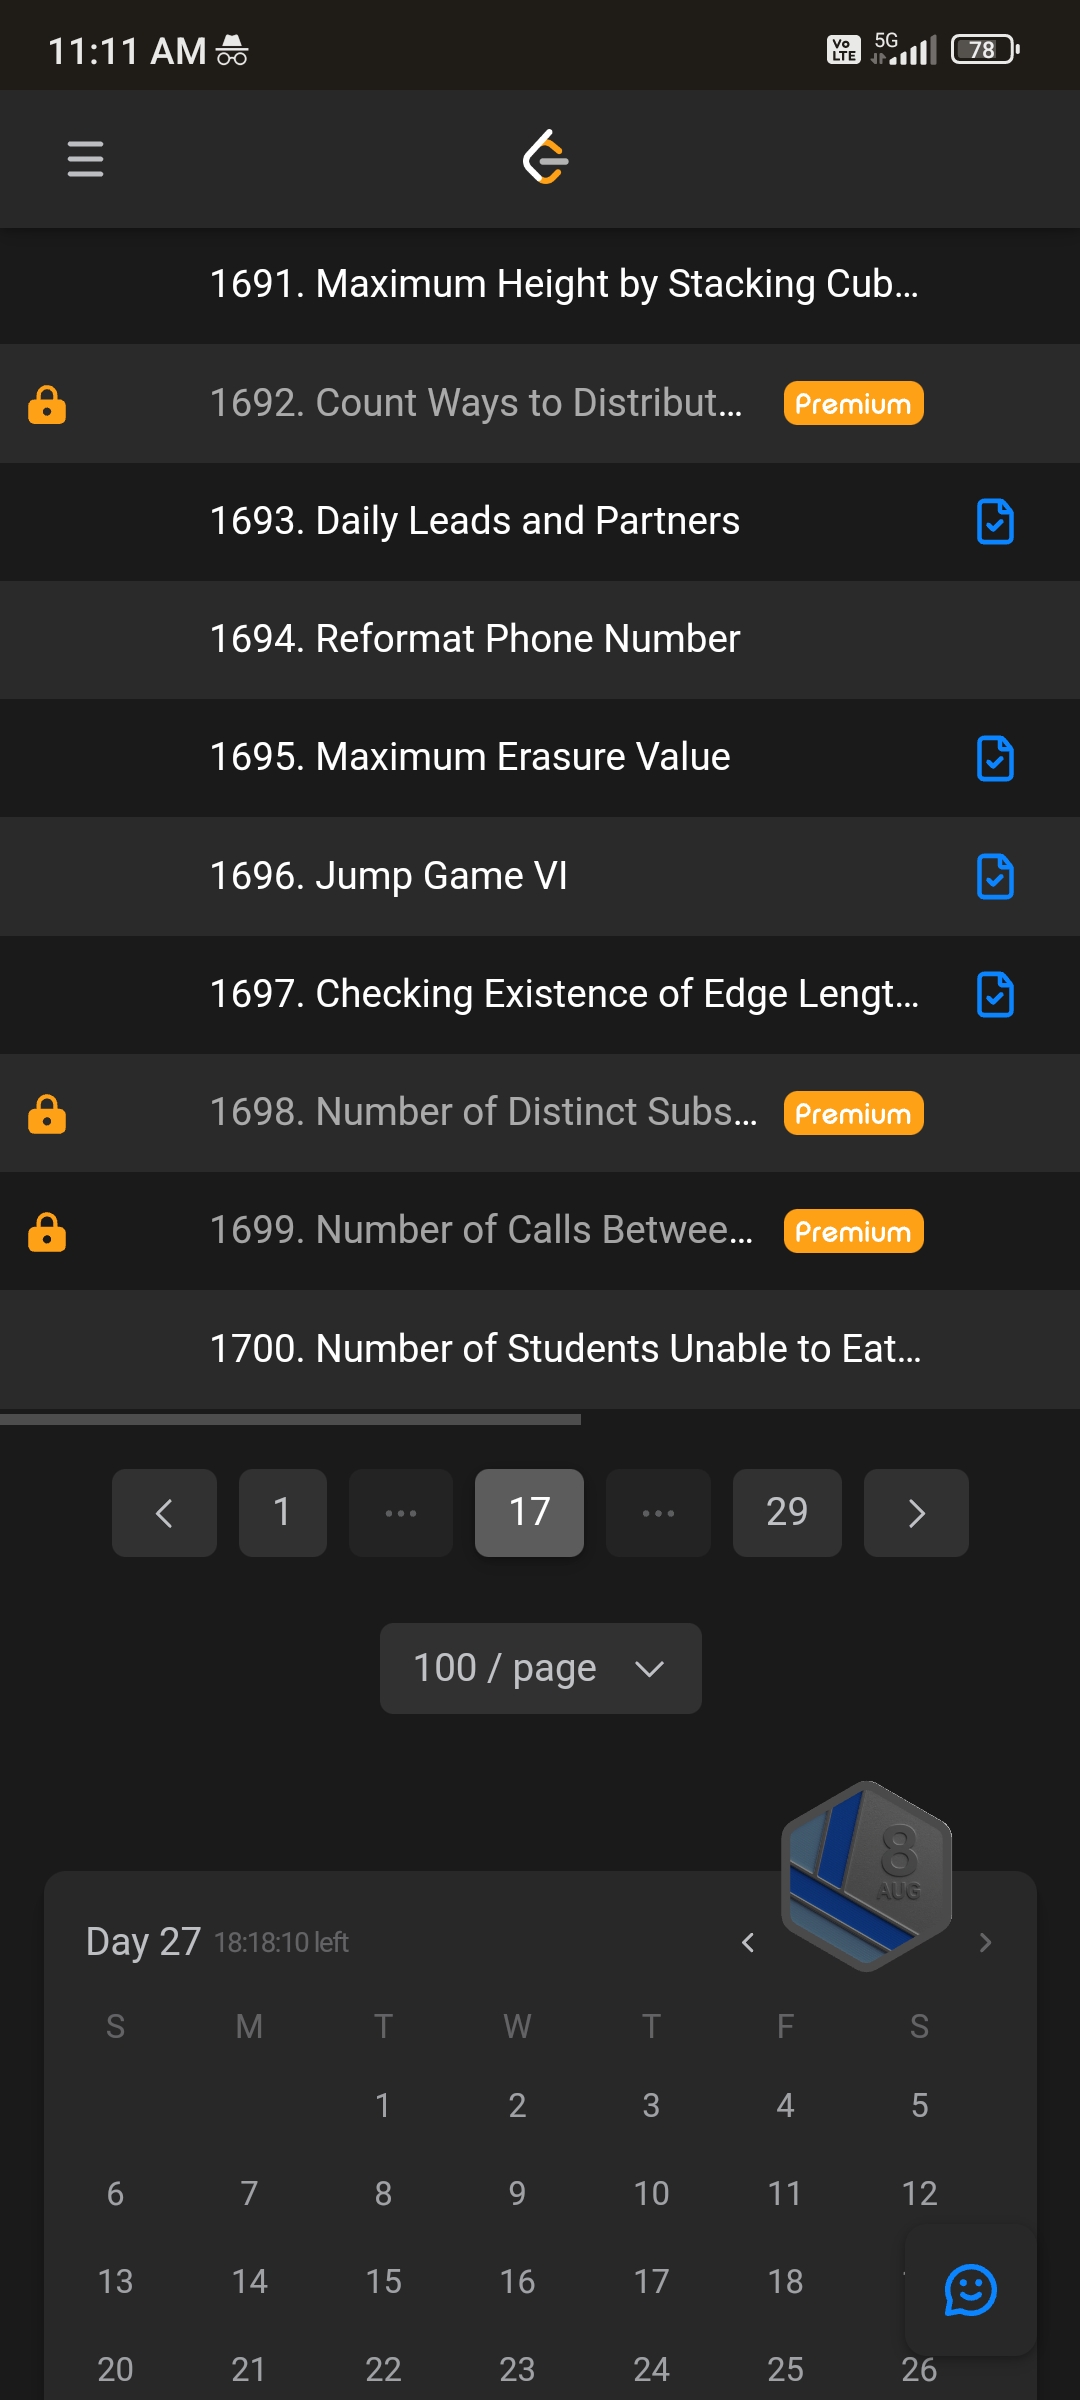 11:11 AM
Vo LTE 5G 78
1691. Maximum Height by Stacking Cub...
1692. Count Ways to Distribut... Premium
1693. Daily Leads and Partners
1694. Reformat Phone Number
1695. Maximum Erasure Value
1696. Jump Game VI
1697. Checking Existence of Edge Lengt...
1698. Number of Distinct Subs... Premium
1699. Number of Calls Betwee... Premium
1700. Number of Students Unable to Eat...
1 ... 17 ... 29
100 / page
8
AUG
Day 27 18:18:10 left
S M T W T F S
1 2 3 4 5
6 7 8 9 10 11 12
13 14 15 16 17 18
20 21 22 23 24 25 26